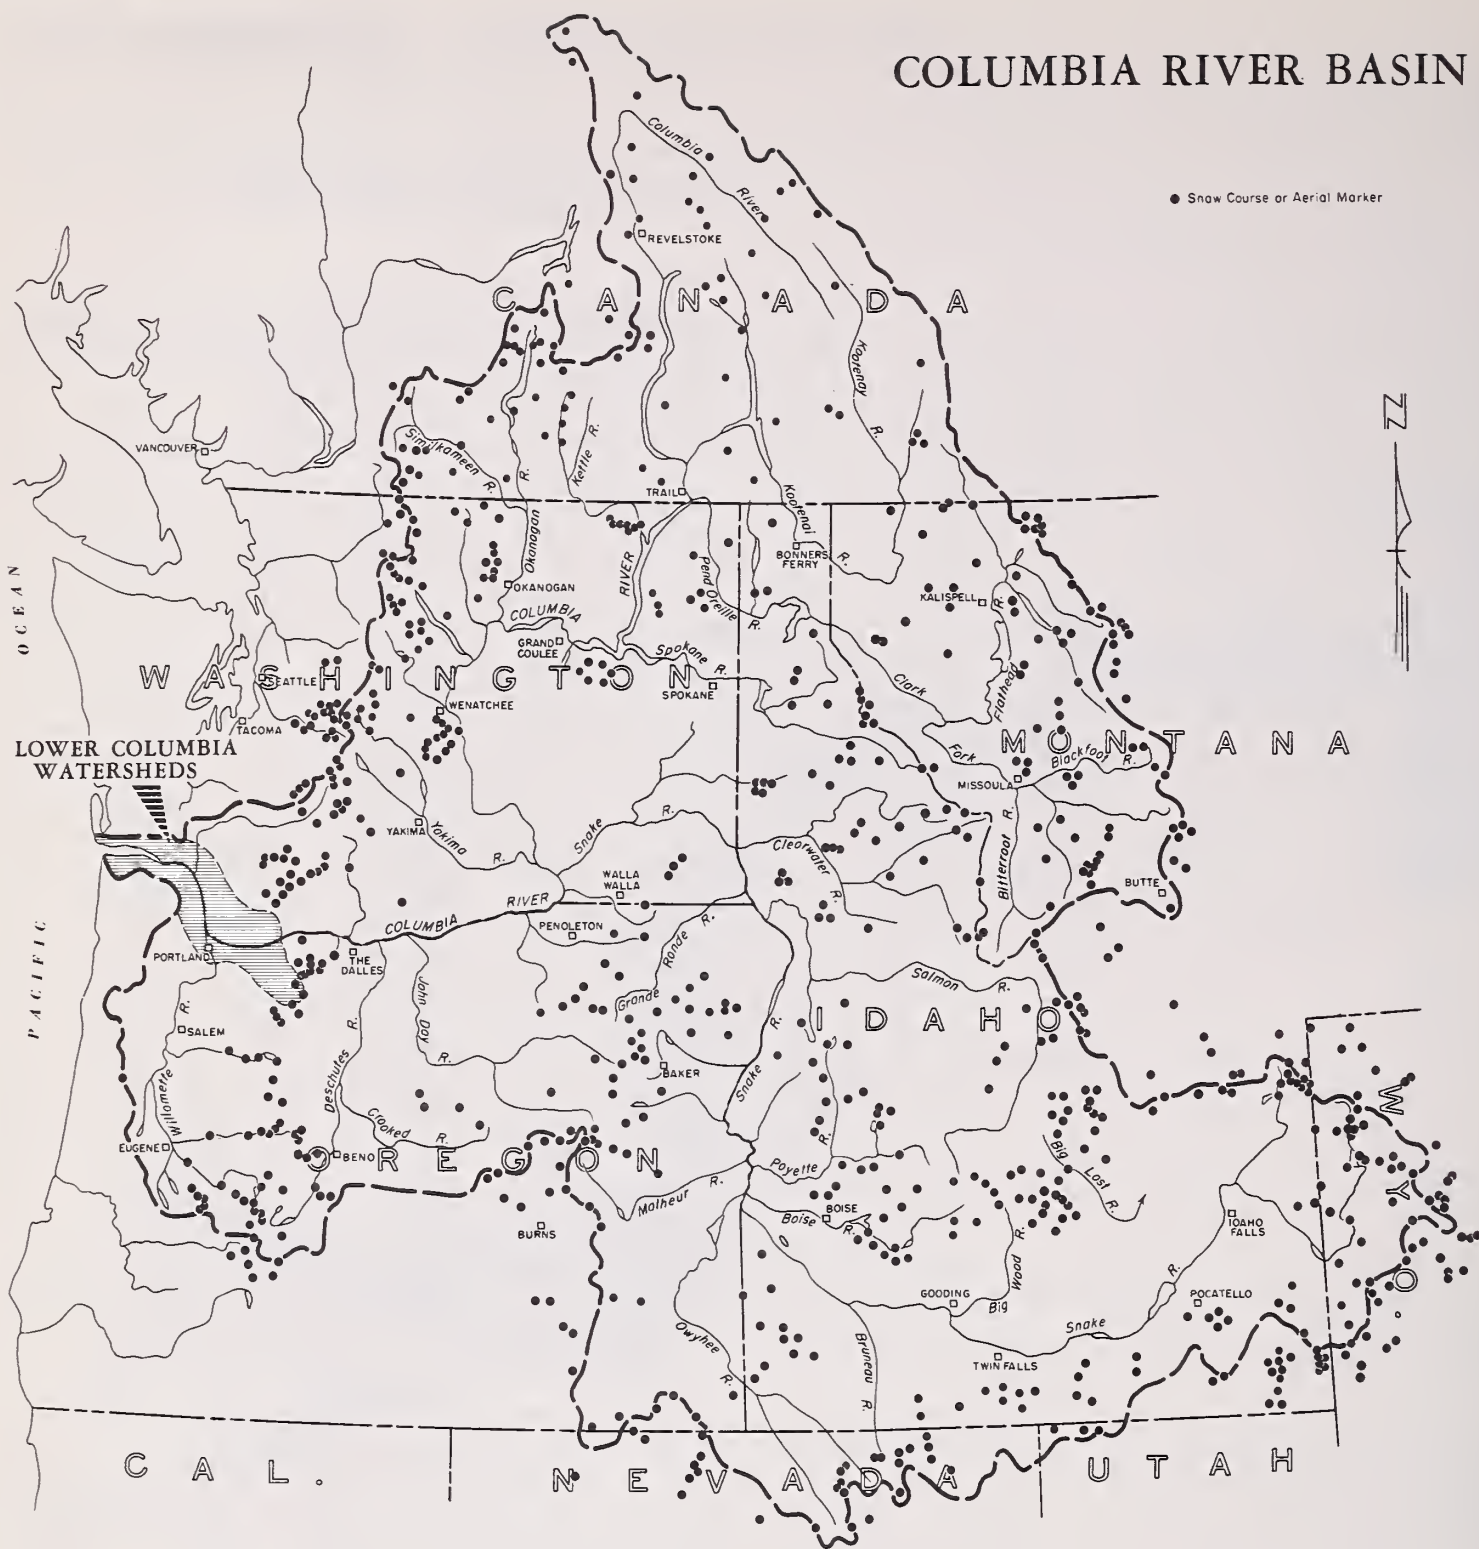 COLUMBIA RIVER BASIN
● Snow Course or Aerial Marker
Columbia
River
REVELSTOKE
CANADA
Kootenay
R.
N
VANCOUVER
Similkameen
R.
R.
Kettle R.
TRAIL
Kootenai
R.
BONNERS
FERRY
Okanogan
OKANOGAN
RIVER
COLUMBIA
GRAND
COULEE
Pend Oreille R.
KALISPELL
R.
Flathead
OCEAN
PACIFIC
WASHINGTON
SEATTLE
TACOMA
WENATCHEE
Spokane R.
SPOKANE
Clark
Fork
MONTANA
Blackfoot R.
MISSOULA
LOWER COLUMBIA
WATERSHEDS
YAKIMA
Yakima
R.
Snake
R.
Clearwater
R.
Bitterroot R.
BUTTE
WALLA
WALLA
RIVER
COLUMBIA
PENDLETON
PORTLAND
THE
DALLES
Grande
Ronde
R.
John Day
R.
Salmon
R.
IDAHO
SALEM
R.
Willamette
Deschutes
R.
BAKER
Snake
R.
Crooked
R.
EUGENE
BEND
OREGON
Malheur
R.
Payette
R.
Boise
R.
BOISE
Big
Lost
R.
WYO.
BURNS
IDAHO
FALLS
Big
Wood R.
GOODING
POCATELLO
Snake
R.
TWIN FALLS
Owyhee
R.
Bruneau
R.
CAL.
NEVADA
UTAH